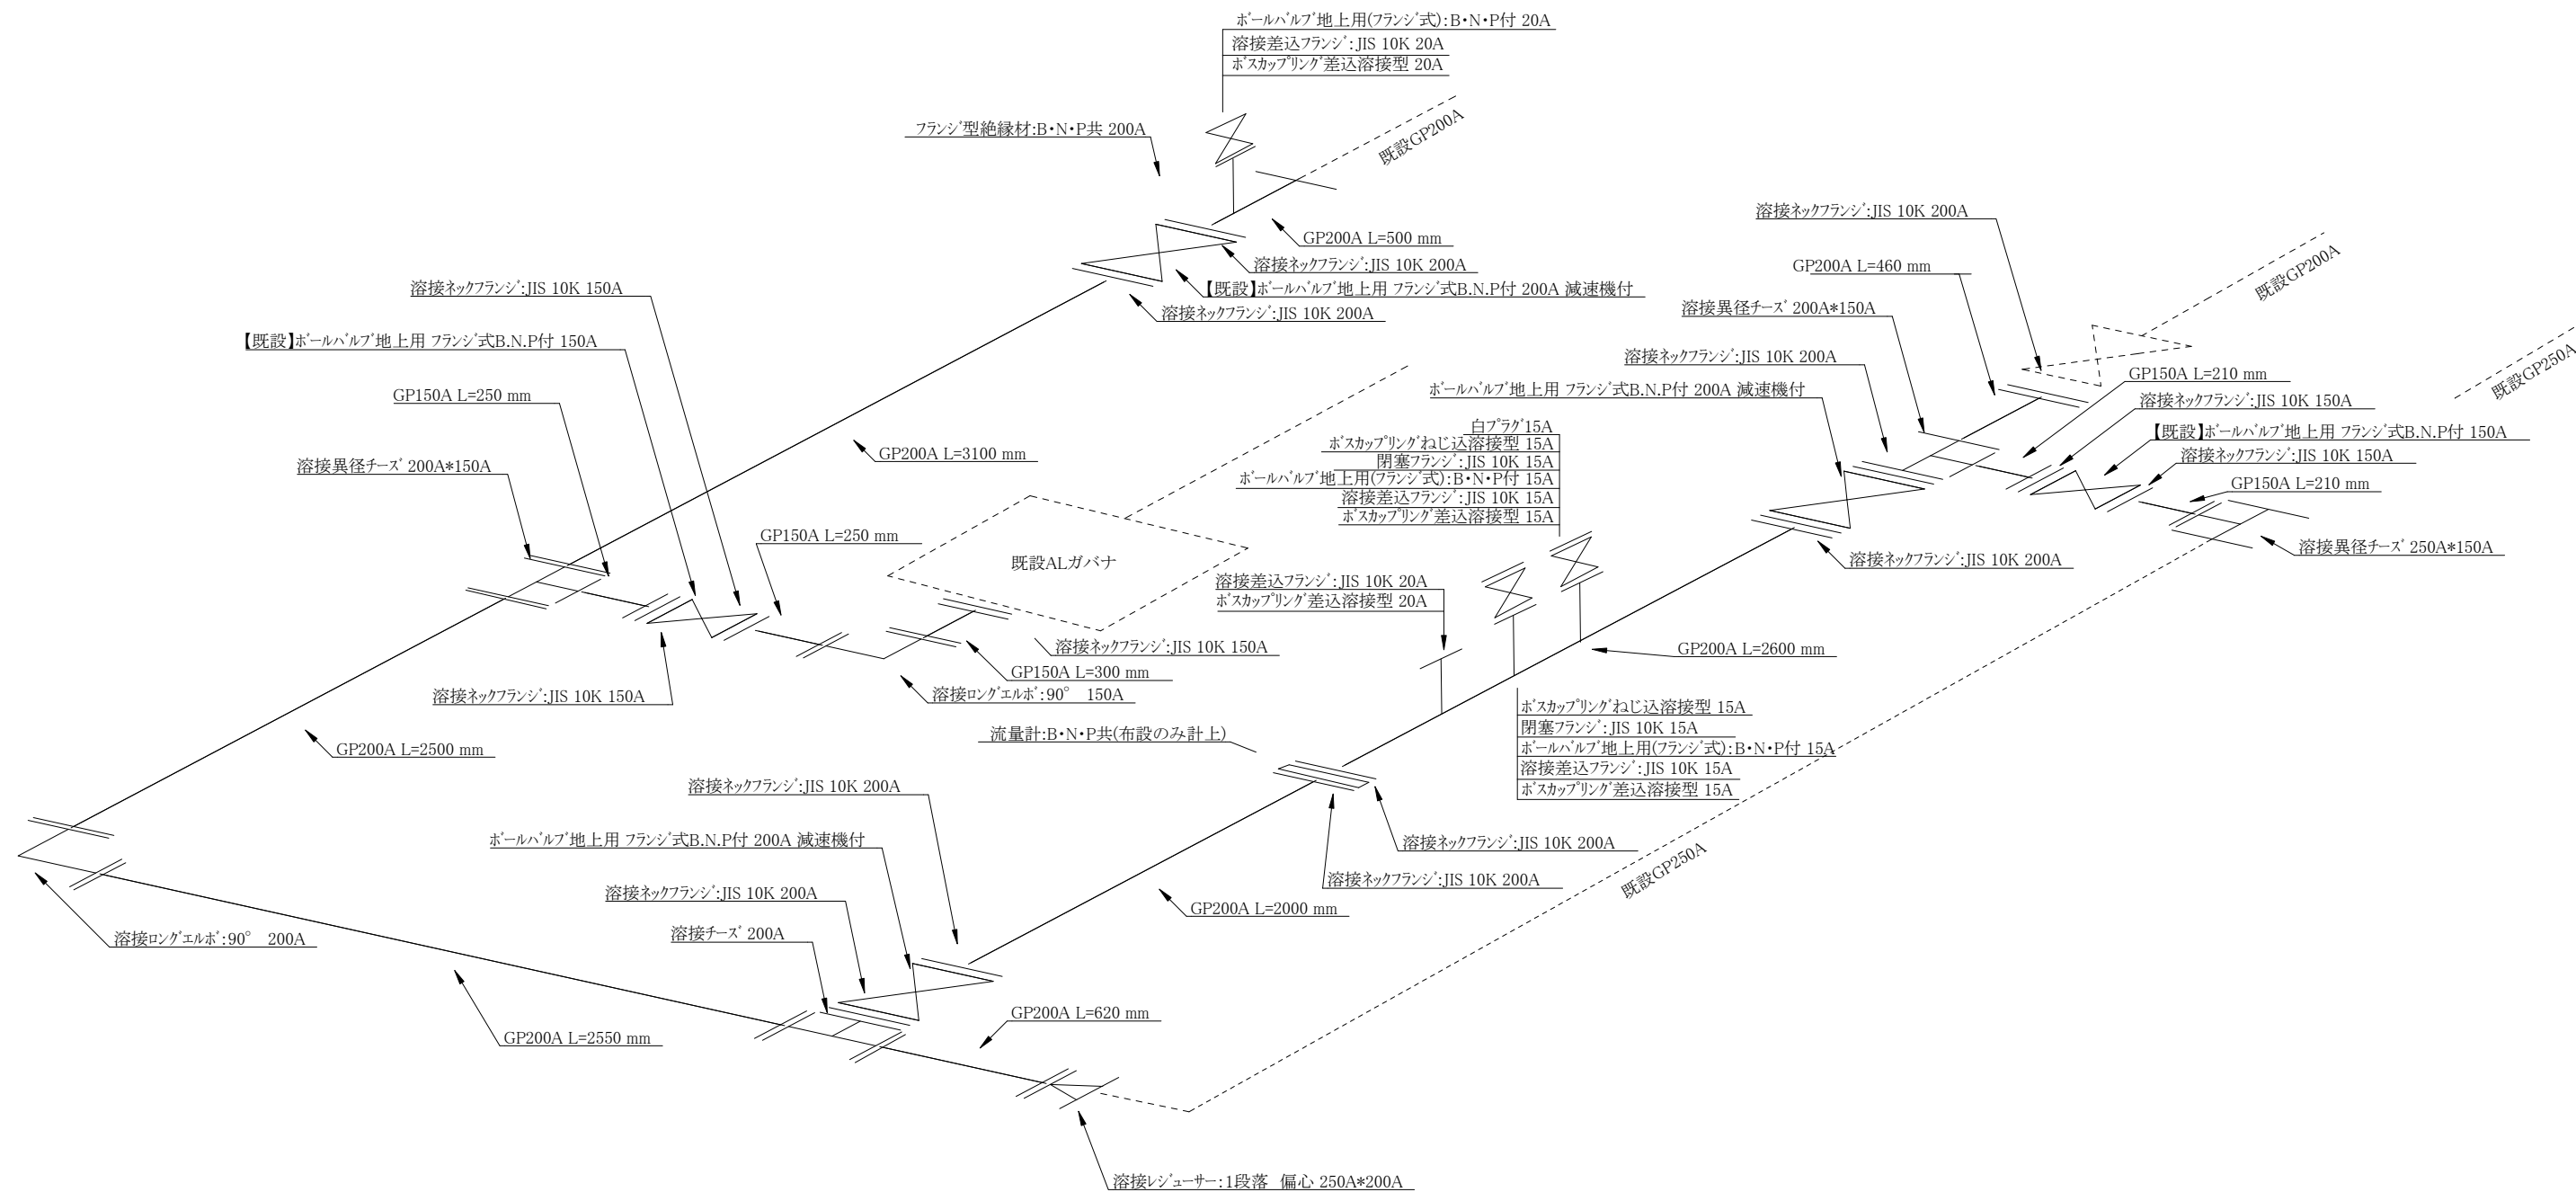 ﾎﾞｰﾙﾊﾞﾙﾌﾞ地上用(ﾌﾗﾝｼﾞ式):B・N・P付 20A
溶接差込ﾌﾗﾝｼﾞ:JIS 10K 20A
ﾎﾞｽｶｯﾌﾟﾘﾝｸﾞ差込溶接型 20A
ﾌﾗﾝｼﾞ型絶縁材:B・N・P共 200A
既設GP200A
GP200A L=500 mm
溶接ﾈｯｸﾌﾗﾝｼﾞ:JIS 10K 200A
【既設】ﾎﾞｰﾙﾊﾞﾙﾌﾞ地上用 ﾌﾗﾝｼﾞ式B.N.P付 200A 減速機付
溶接ﾈｯｸﾌﾗﾝｼﾞ:JIS 10K 200A
溶接ﾈｯｸﾌﾗﾝｼﾞ:JIS 10K 150A
【既設】ﾎﾞｰﾙﾊﾞﾙﾌﾞ地上用 ﾌﾗﾝｼﾞ式B.N.P付 150A
GP150A L=250 mm
溶接異径ﾁｰｽﾞ 200A*150A
GP200A L=3100 mm
GP150A L=250 mm
既設ALｶﾞﾊﾞﾅ
溶接ﾈｯｸﾌﾗﾝｼﾞ:JIS 10K 150A
GP150A L=300 mm
溶接ﾛﾝｸﾞｴﾙﾎﾞ:90° 150A
溶接ﾈｯｸﾌﾗﾝｼﾞ:JIS 10K 150A
GP200A L=2500 mm
溶接ﾈｯｸﾌﾗﾝｼﾞ:JIS 10K 200A
GP200A L=460 mm
溶接異径ﾁｰｽﾞ 200A*150A
溶接ﾈｯｸﾌﾗﾝｼﾞ:JIS 10K 200A
ﾎﾞｰﾙﾊﾞﾙﾌﾞ地上用 ﾌﾗﾝｼﾞ式B.N.P付 200A 減速機付
既設GP200A
既設GP250A
GP150A L=210 mm
溶接ﾈｯｸﾌﾗﾝｼﾞ:JIS 10K 150A
【既設】ﾎﾞｰﾙﾊﾞﾙﾌﾞ地上用 ﾌﾗﾝｼﾞ式B.N.P付 150A
溶接ﾈｯｸﾌﾗﾝｼﾞ:JIS 10K 150A
GP150A L=210 mm
溶接異径ﾁｰｽﾞ 250A*150A
白ﾌﾟﾗｸﾞ15A
ﾎﾞｽｶｯﾌﾟﾘﾝｸﾞねじ込溶接型 15A
閉塞ﾌﾗﾝｼﾞ:JIS 10K 15A
ﾎﾞｰﾙﾊﾞﾙﾌﾞ地上用(ﾌﾗﾝｼﾞ式):B・N・P付 15A
溶接差込ﾌﾗﾝｼﾞ:JIS 10K 15A
ﾎﾞｽｶｯﾌﾟﾘﾝｸﾞ差込溶接型 15A
溶接ﾈｯｸﾌﾗﾝｼﾞ:JIS 10K 200A
溶接差込ﾌﾗﾝｼﾞ:JIS 10K 20A
ﾎﾞｽｶｯﾌﾟﾘﾝｸﾞ差込溶接型 20A
GP200A L=2600 mm
ﾎﾞｽｶｯﾌﾟﾘﾝｸﾞねじ込溶接型 15A
閉塞ﾌﾗﾝｼﾞ:JIS 10K 15A
ﾎﾞｰﾙﾊﾞﾙﾌﾞ地上用(ﾌﾗﾝｼﾞ式):B・N・P付 15A
溶接差込ﾌﾗﾝｼﾞ:JIS 10K 15A
ﾎﾞｽｶｯﾌﾟﾘﾝｸﾞ差込溶接型 15A
流量計:B・N・P共(布設のみ計上)
溶接ﾈｯｸﾌﾗﾝｼﾞ:JIS 10K 200A
溶接ﾈｯｸﾌﾗﾝｼﾞ:JIS 10K 200A
既設GP250A
GP200A L=2000 mm
溶接ﾈｯｸﾌﾗﾝｼﾞ:JIS 10K 200A
ﾎﾞｰﾙﾊﾞﾙﾌﾞ地上用 ﾌﾗﾝｼﾞ式B.N.P付 200A 減速機付
溶接ﾈｯｸﾌﾗﾝｼﾞ:JIS 10K 200A
溶接ﾁｰｽﾞ 200A
溶接ﾛﾝｸﾞｴﾙﾎﾞ:90° 200A
GP200A L=2550 mm
GP200A L=620 mm
溶接ﾚｼﾞｭｰｻｰ:1段落 偏心 250A*200A